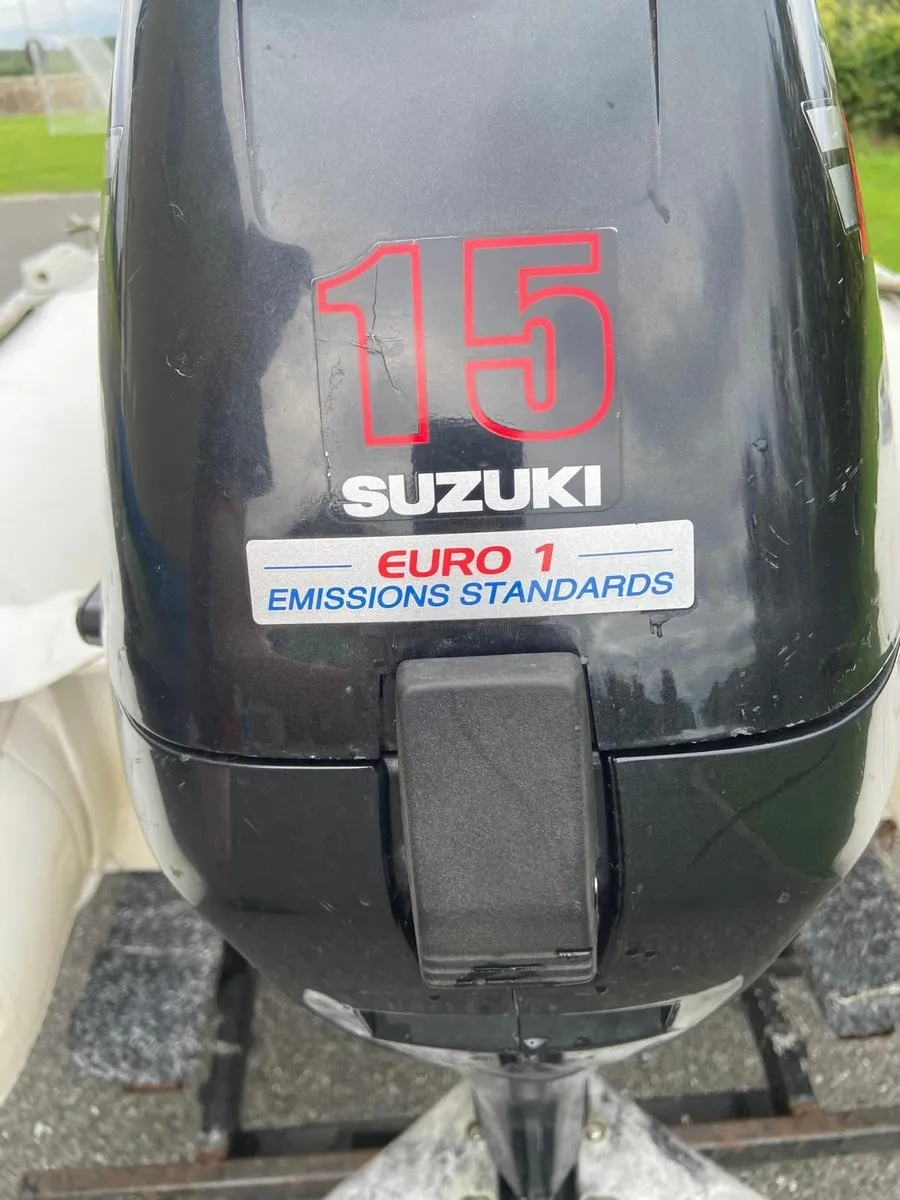 15
SUZUKI
EURO 1
EMISSIONS STANDARDS